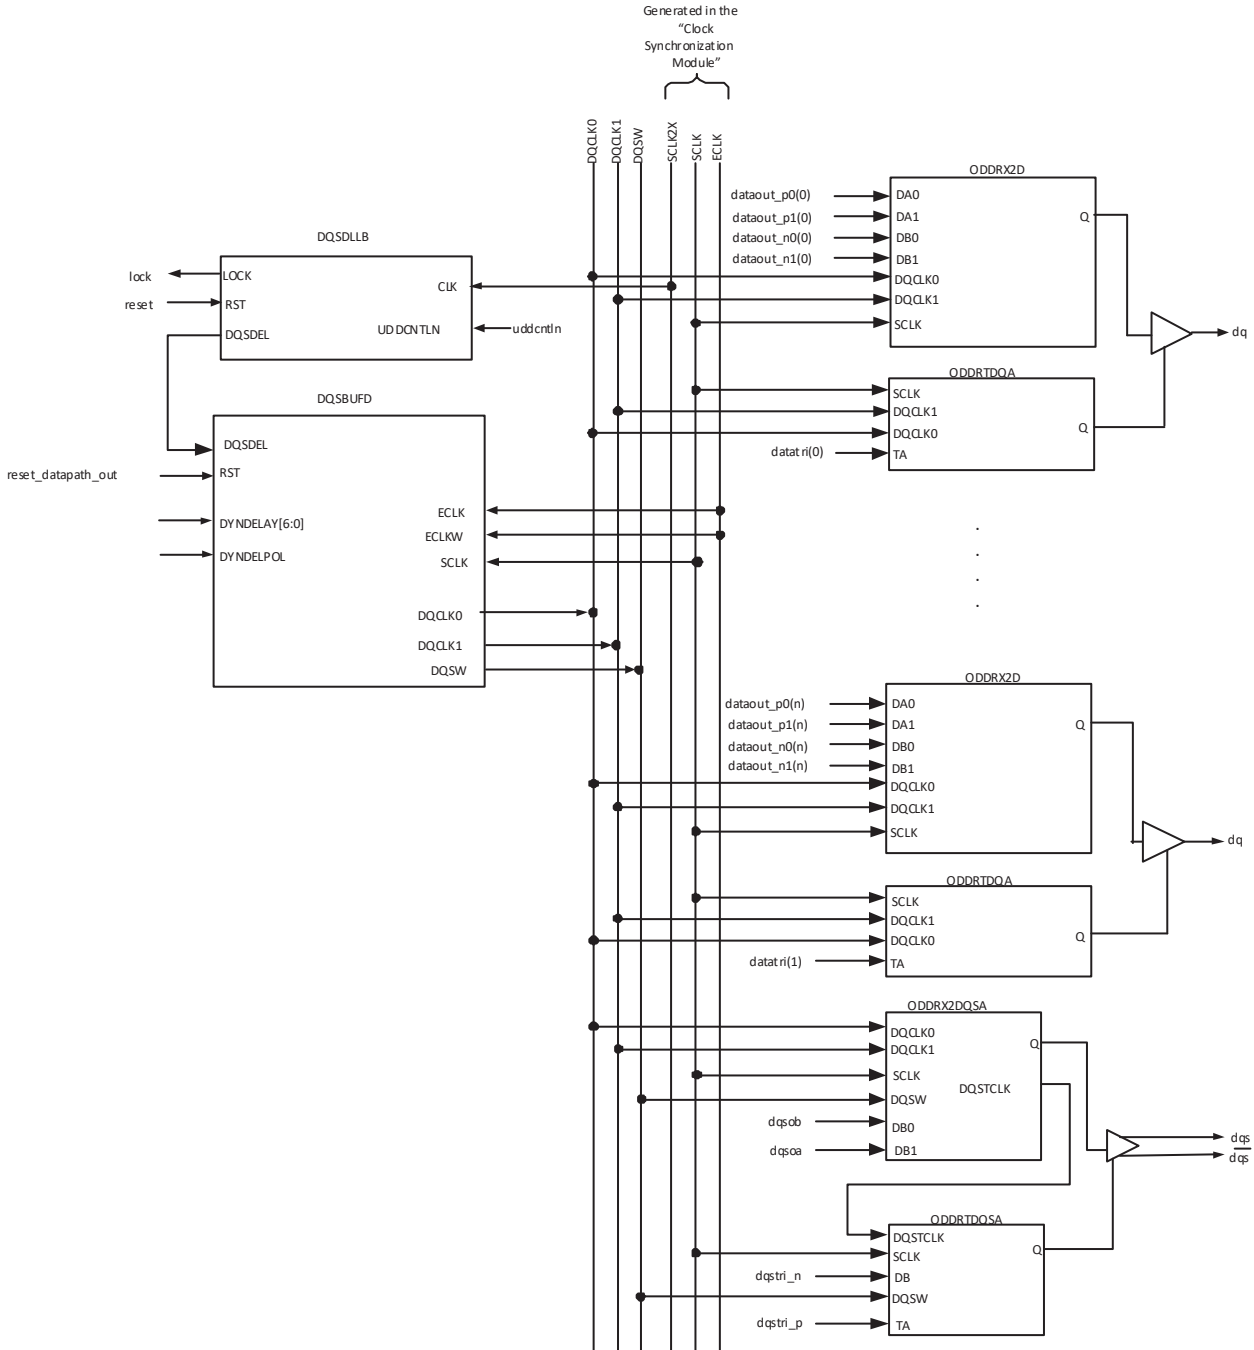 Generated in the
“Clock
Synchronization
Module”
DQCLK0
DQCLK1
DQSW
SCLK2X
SCLK
ECLK
DQSDLLB
lock
LOCK
reset
RST
DQSDEL
CLK
UDDCNTLN
uddcntln
DQSBUFD
DQSDEL
reset_datapath_out
RST
DYNDELAY[6:0]
DYNDELPOL
ECLK
ECLKW
SCLK
DQCLK0
DQCLK1
DQSW
ODDRX2D
dataout_p0(0)
DA0
dataout_p1(0)
DA1
dataout_n0(0)
DB0
dataout_n1(0)
DB1
DQCLK0
DQCLK1
SCLK
Q
dq
ODDRTDQA
SCLK
DQCLK1
DQCLK0
datatri(0)
TA
Q
.
.
.
.
ODDRX2D
dataout_p0(n)
DA0
dataout_p1(n)
DA1
dataout_n0(n)
DB0
dataout_n1(n)
DB1
DQCLK0
DQCLK1
SCLK
Q
dq
ODDRTDQA
SCLK
DQCLK1
DQCLK0
datatri(1)
TA
Q
ODDRX2DQSA
DQCLK0
DQCLK1
SCLK
DQSW
dqsob
DB0
dqsoa
DB1
Q
DQSTCLK
dqs
dqs
ODDRTDQSA
DQSTCLK
SCLK
dqstri_n
DB
DQSW
dqstri_p
TA
Q